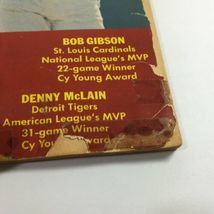 BOB GIBSON
St. Louis Cardinals
National League's MVP
22-game Winner
Cy Young Award
DENNY McLAIN
Detroit Tigers
American League's MVP
31-game Winner
Cy Young Award